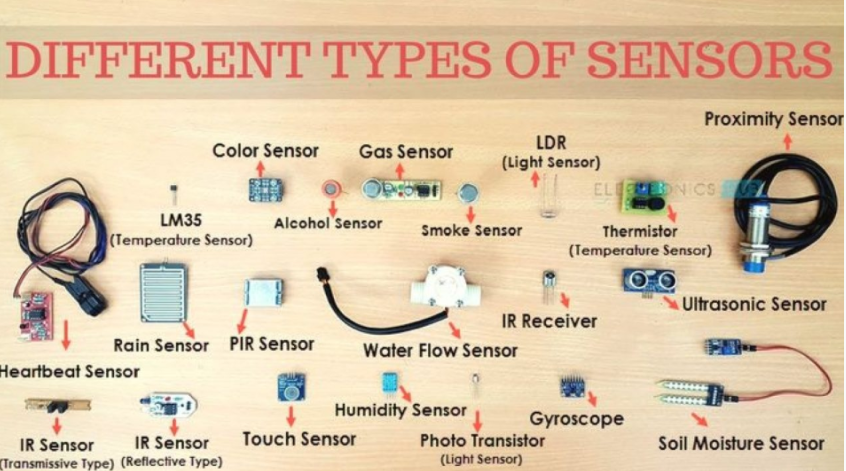 DIFFERENT TYPES OF SENSORS
Proximity Sensor
Color Sensor
Gas Sensor
LDR
(Light Sensor)
LM35
(Temperature Sensor)
Alcohol Sensor
Smoke Sensor
ELECTRONICS HUB
Thermistor
(Temperature Sensor)
Heartbeat Sensor
Rain Sensor
PIR Sensor
Water Flow Sensor
IR Receiver
Ultrasonic Sensor
IR Sensor
(Transmissive Type)
IR Sensor
(Reflective Type)
Touch Sensor
Humidity Sensor
Photo Transistor
(Light Sensor)
Gyroscope
Soil Moisture Sensor